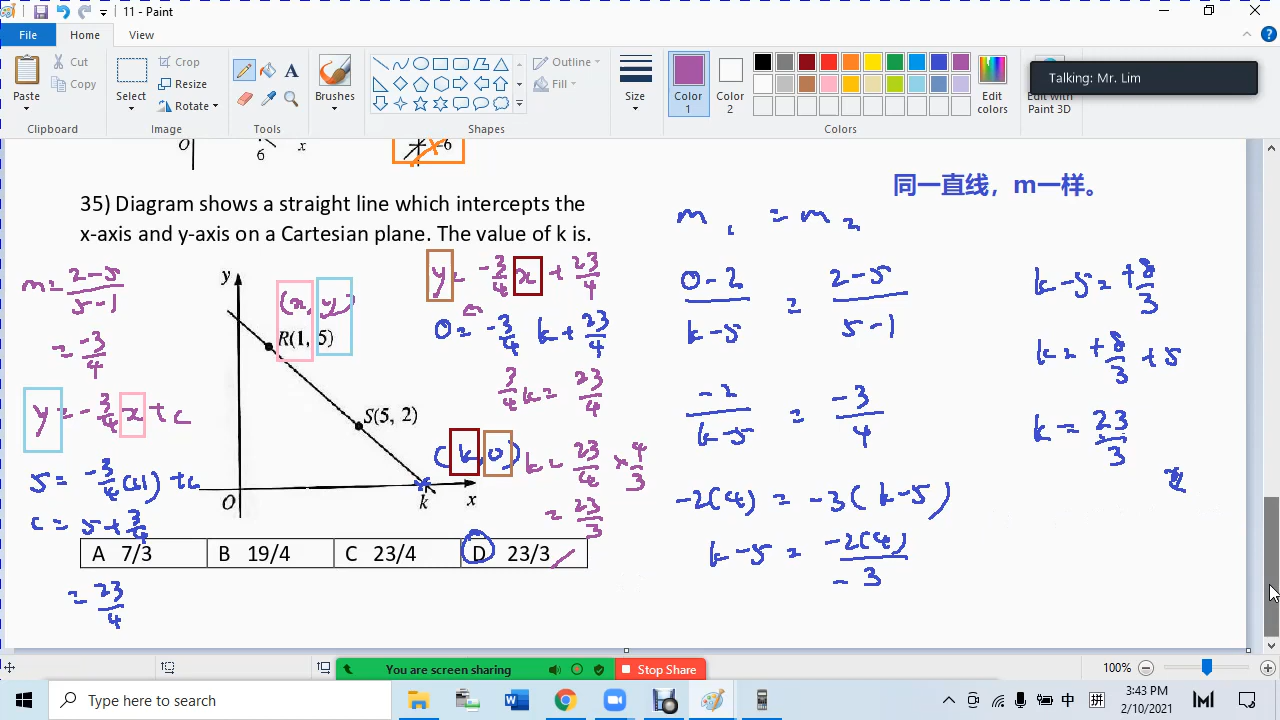 11 - Paint
File Home View
Paste
Cut
Copy
Clipboard
Select
Crop
Resize
Rotate
Image
A
Tools
Brushes
Outline
Fill
Shapes
Size
Color 1
Color 2
Edit colors
Colors
Edit with Paint 3D
Talking: Mr. Lim
O
6
x
-6
同一直线，m一样。
35) Diagram shows a straight line which intercepts the
x-axis and y-axis on a Cartesian plane. The value of k is.
m = 2-5/5-1
= -3/4
y = -3/4 x + c
5 = -3/4 (1) + c
c = 5 + 3/4
= 23/4
y
(x, y)
R(1, 5)
S(5, 2)
(k, 0)
O
k
x
y = -3/4 x + 23/4
0 = -3/4 k + 23/4
3/4 k = 23/4
k = 23/4 × 4/3
= 23/3
A 7/3 B 19/4 C 23/4 D 23/3
m1 = m2
0-2/k-5 = 2-5/5-1
-2/k-5 = -3/4
-2(4) = -3(k-5)
k-5 = -2(4)/-3
k-5 = +8/3
k = +8/3 + 5
k = 23/3
You are screen sharing
Stop Share
100%
Type here to search
中
拼
3:43 PM
2/10/2021